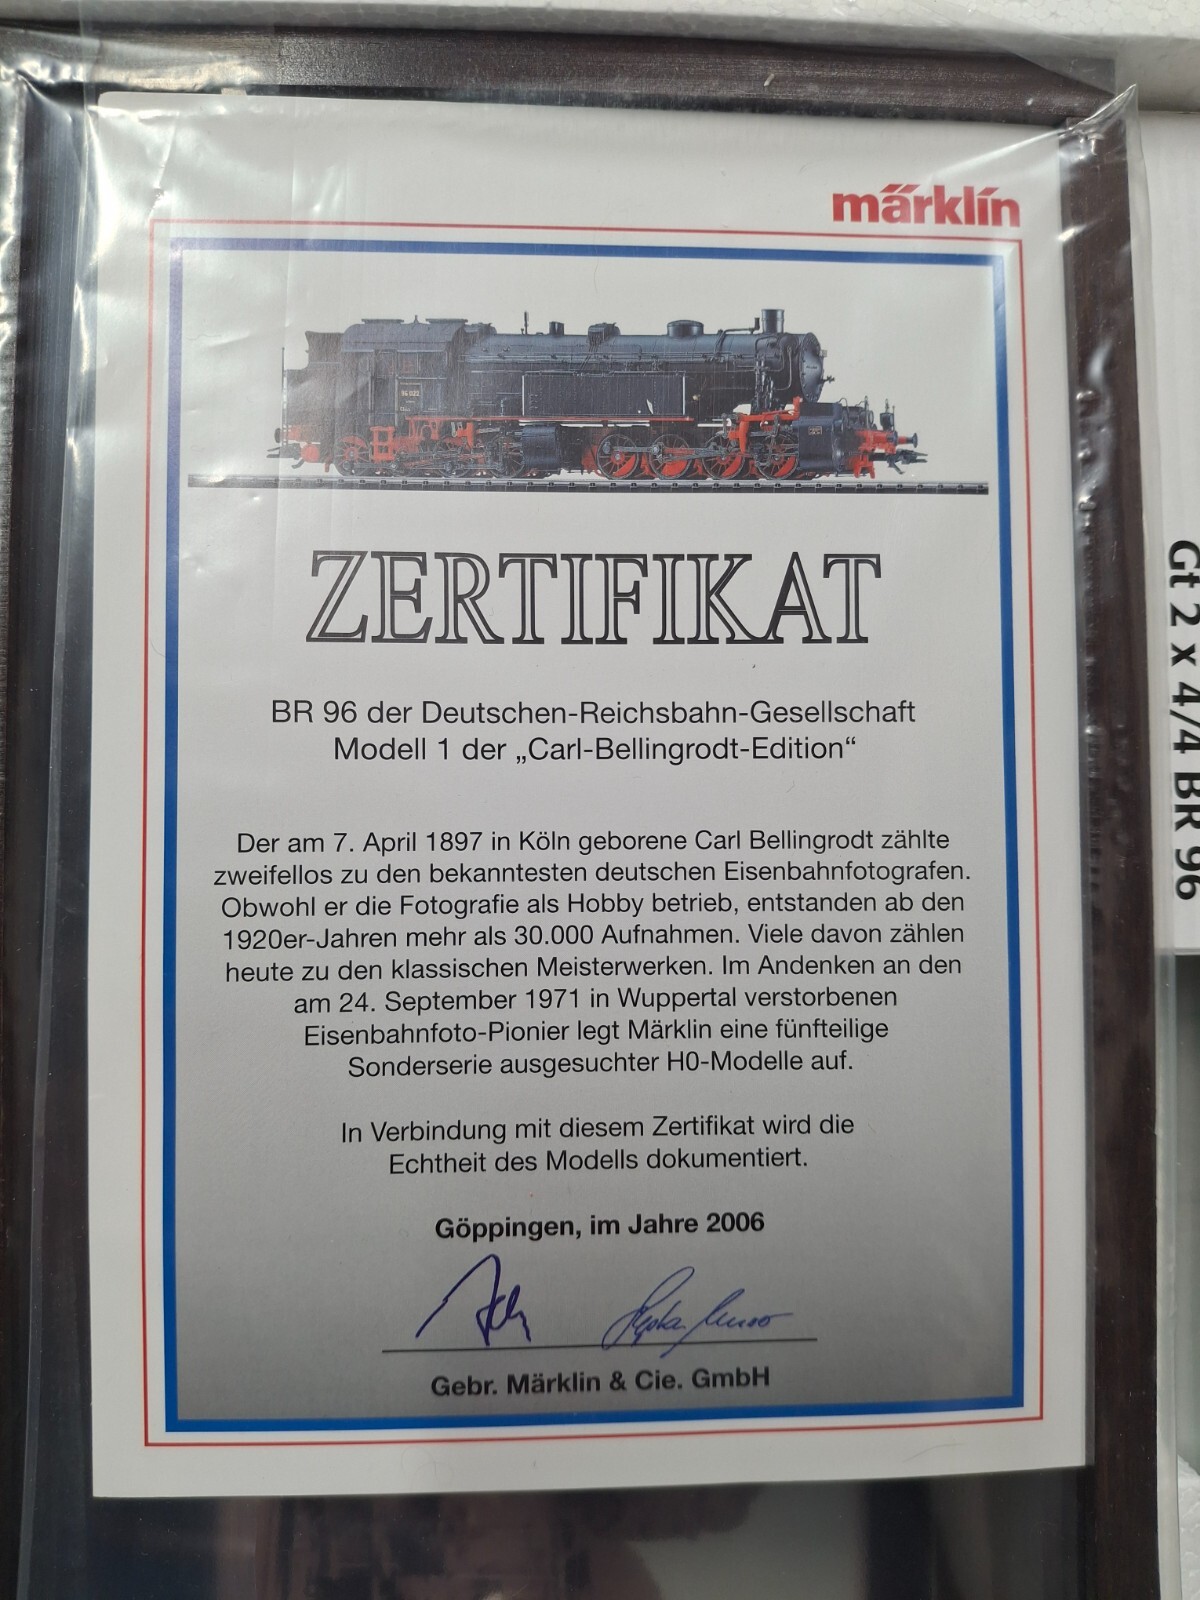 märklin
96 023
ZERTIFIKAT
BR 96 der Deutschen-Reichsbahn-Gesellschaft
Modell 1 der „Carl-Bellingrodt-Edition“
Der am 7. April 1897 in Köln geborene Carl Bellingrodt zählte
zweifellos zu den bekanntesten deutschen Eisenbahnfotografen.
Obwohl er die Fotografie als Hobby betrieb, entstanden ab den
1920er-Jahren mehr als 30.000 Aufnahmen. Viele davon zählen
heute zu den klassischen Meisterwerken. Im Andenken an den
am 24. September 1971 in Wuppertal verstorbenen
Eisenbahnfoto-Pionier legt Märklin eine fünfteilige
Sonderserie ausgesuchter H0-Modelle auf.
In Verbindung mit diesem Zertifikat wird die
Echtheit des Modells dokumentiert.
Göppingen, im Jahre 2006
Gebr. Märklin & Cie. GmbH
Gt 2 x 4/4 BR 96